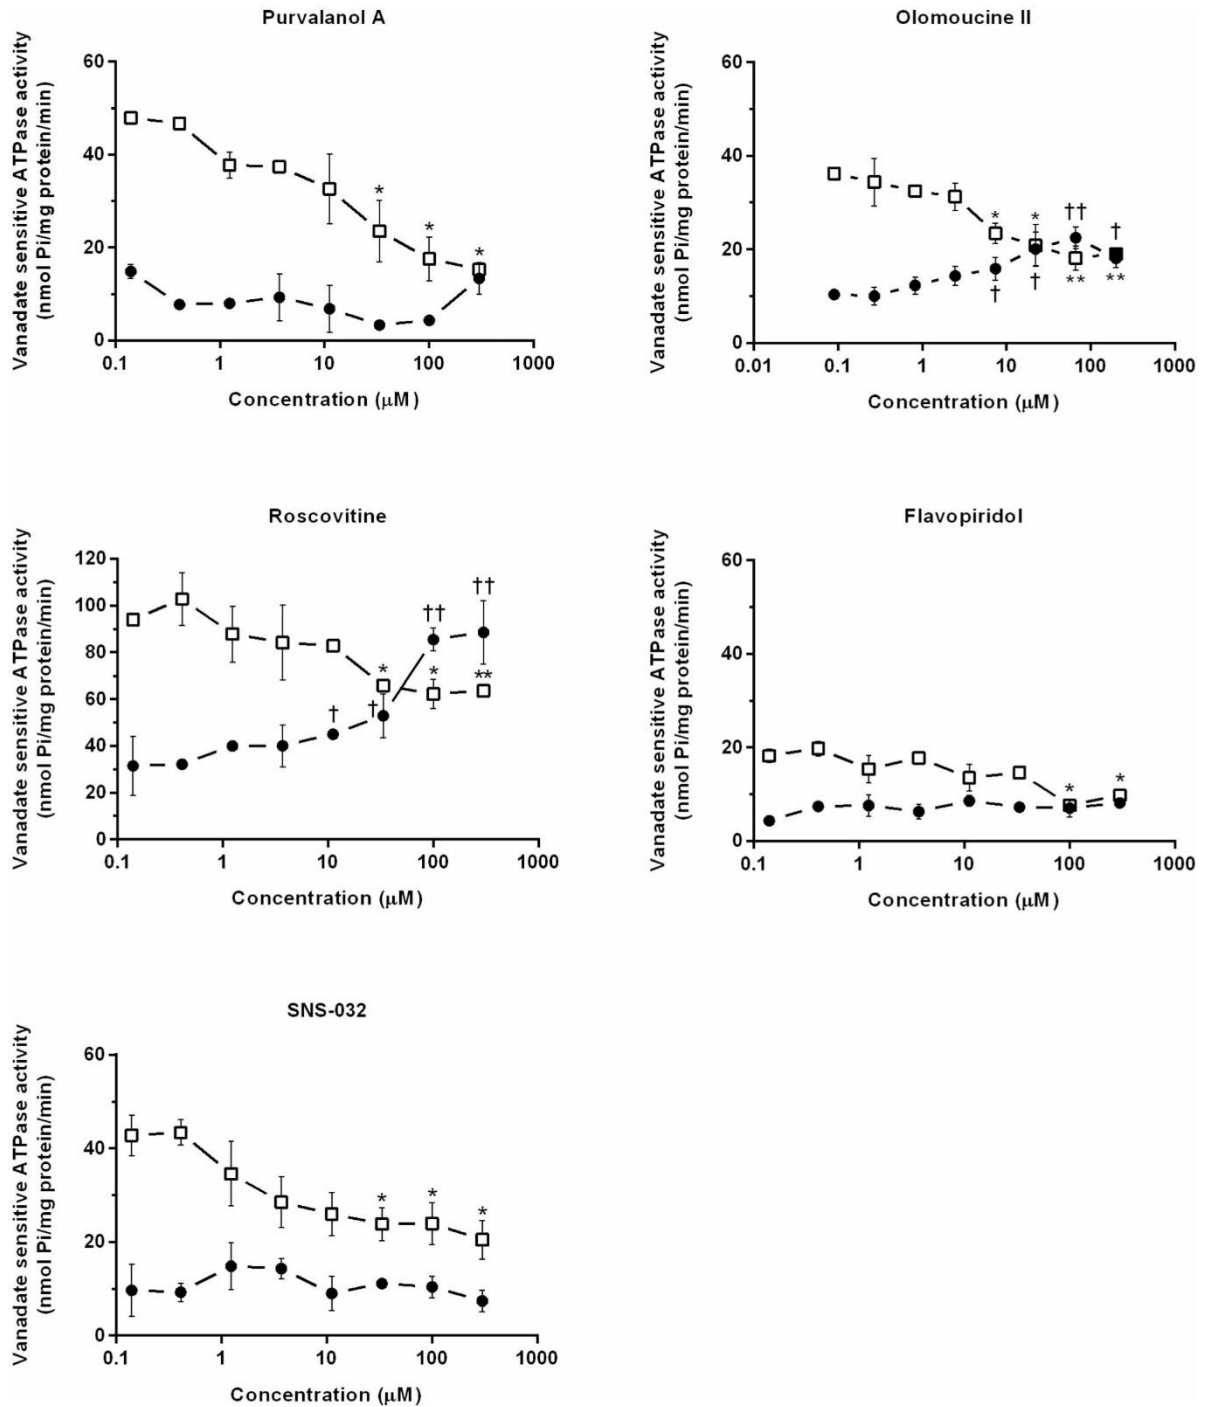 Purvalanol A
Vanadate sensitive ATPase activity
(nmol Pi/mg protein/min)
60
40
20
0
* * *
0.1 1 10 100 1000
Concentration (μM)
Olomoucine II
Vanadate sensitive ATPase activity
(nmol Pi/mg protein/min)
60
40
20
0
†† †
* *
† † ** **
0.01 0.1 1 10 100 1000
Concentration (μM)
Roscovitine
Vanadate sensitive ATPase activity
(nmol Pi/mg protein/min)
120
100
80
60
40
20
0
†† ††
* * **
† †
0.1 1 10 100 1000
Concentration (μM)
Flavopiridol
Vanadate sensitive ATPase activity
(nmol Pi/mg protein/min)
60
40
20
0
* *
0.1 1 10 100 1000
Concentration (μM)
SNS-032
Vanadate sensitive ATPase activity
(nmol Pi/mg protein/min)
60
40
20
0
* * *
0.1 1 10 100 1000
Concentration (μM)